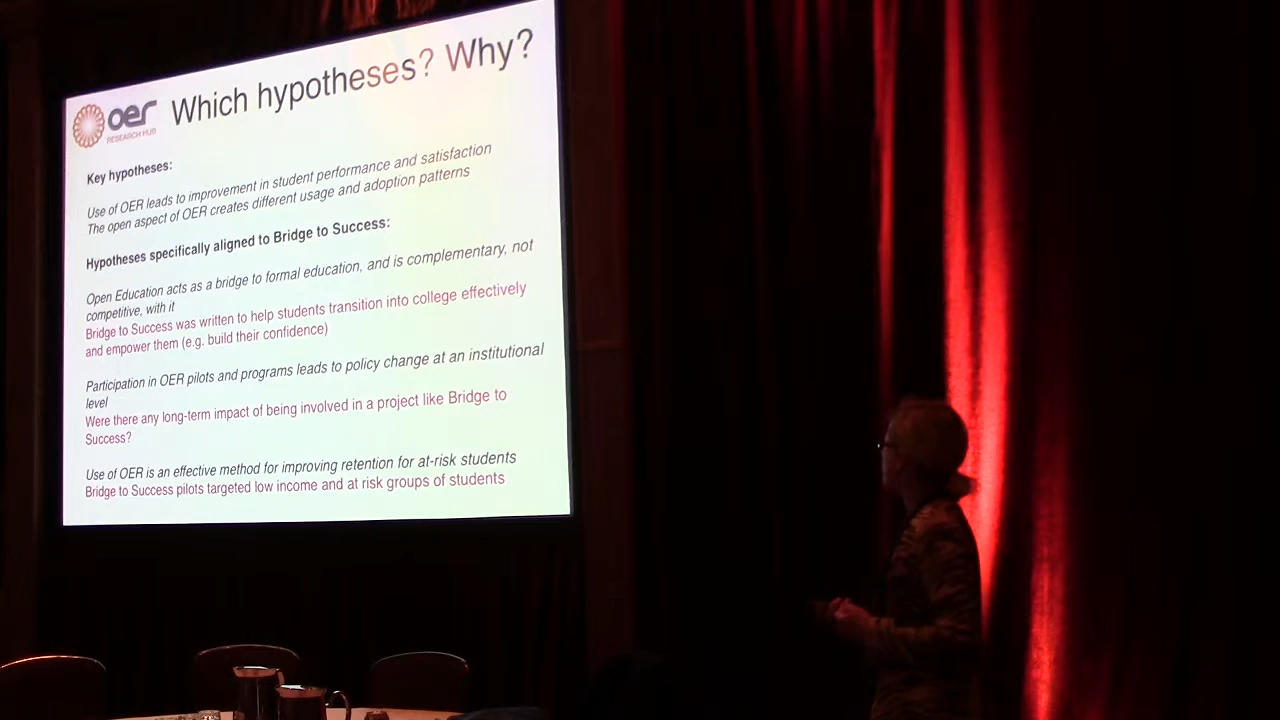 Which hypotheses? Why?
oer
RESEARCH HUB
Key hypotheses:
Use of OER leads to improvement in student performance and satisfaction
The open aspect of OER creates different usage and adoption patterns
Hypotheses specifically aligned to Bridge to Success:
Open Education acts as a bridge to formal education, and is complementary, not
competitive, with it
Bridge to Success was written to help students transition into college effectively
and empower them (e.g. build their confidence)
Participation in OER pilots and programs leads to policy change at an institutional
level
Were there any long-term impact of being involved in a project like Bridge to
Success?
Use of OER is an effective method for improving retention for at-risk students
Bridge to Success pilots targeted low income and at risk groups of students